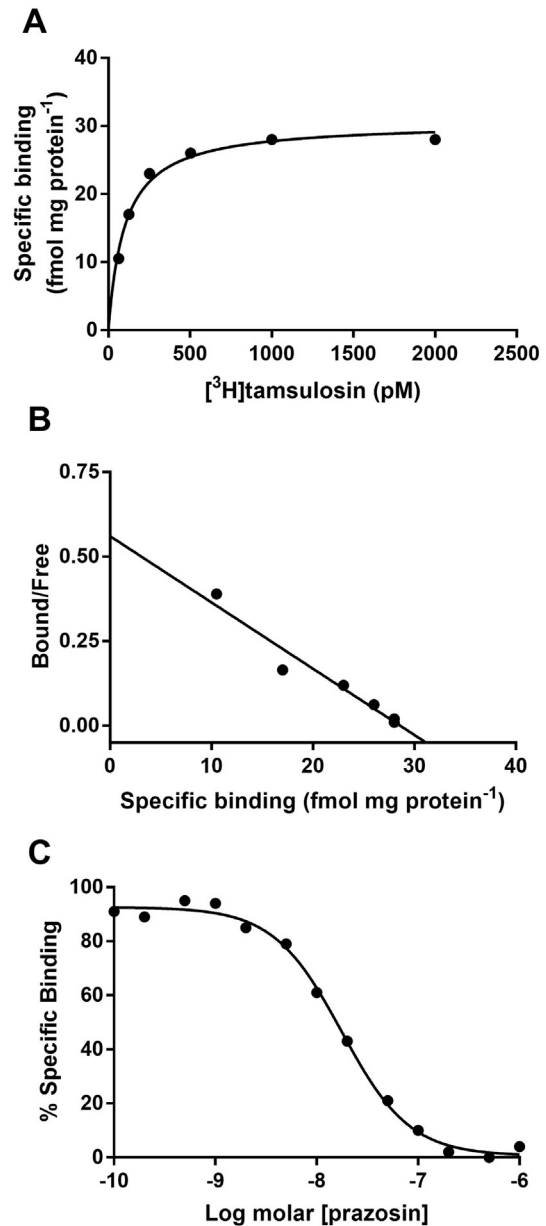 A
Specific binding
(fmol mg protein⁻¹)
40
30
20
10
0
0 500 1000 1500 2000 2500
[³H]tamsulosin (pM)
B
Bound/Free
0.75
0.50
0.25
0.00
0 10 20 30 40
Specific binding (fmol mg protein⁻¹)
C
% Specific Binding
100
80
60
40
20
0
-10 -9 -8 -7 -6
Log molar [prazosin]